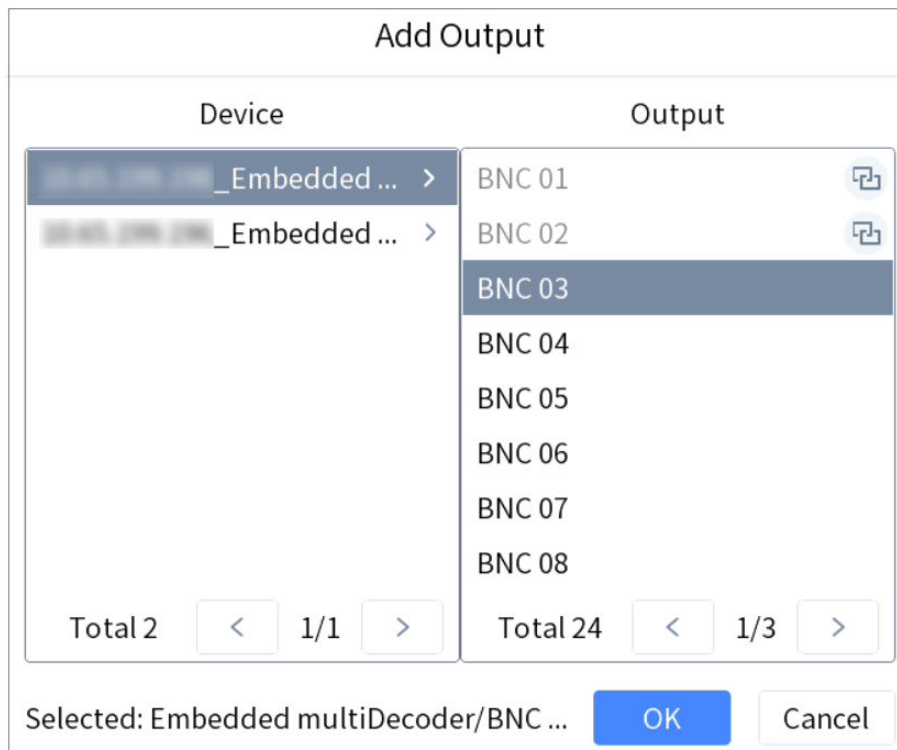 Add Output
Device
Output
_Embedded ... >
_Embedded ... >
BNC 01
BNC 02
BNC 03
BNC 04
BNC 05
BNC 06
BNC 07
BNC 08
Total 2 < 1/1 >
Total 24 < 1/3 >
Selected: Embedded multiDecoder/BNC ...
OK
Cancel